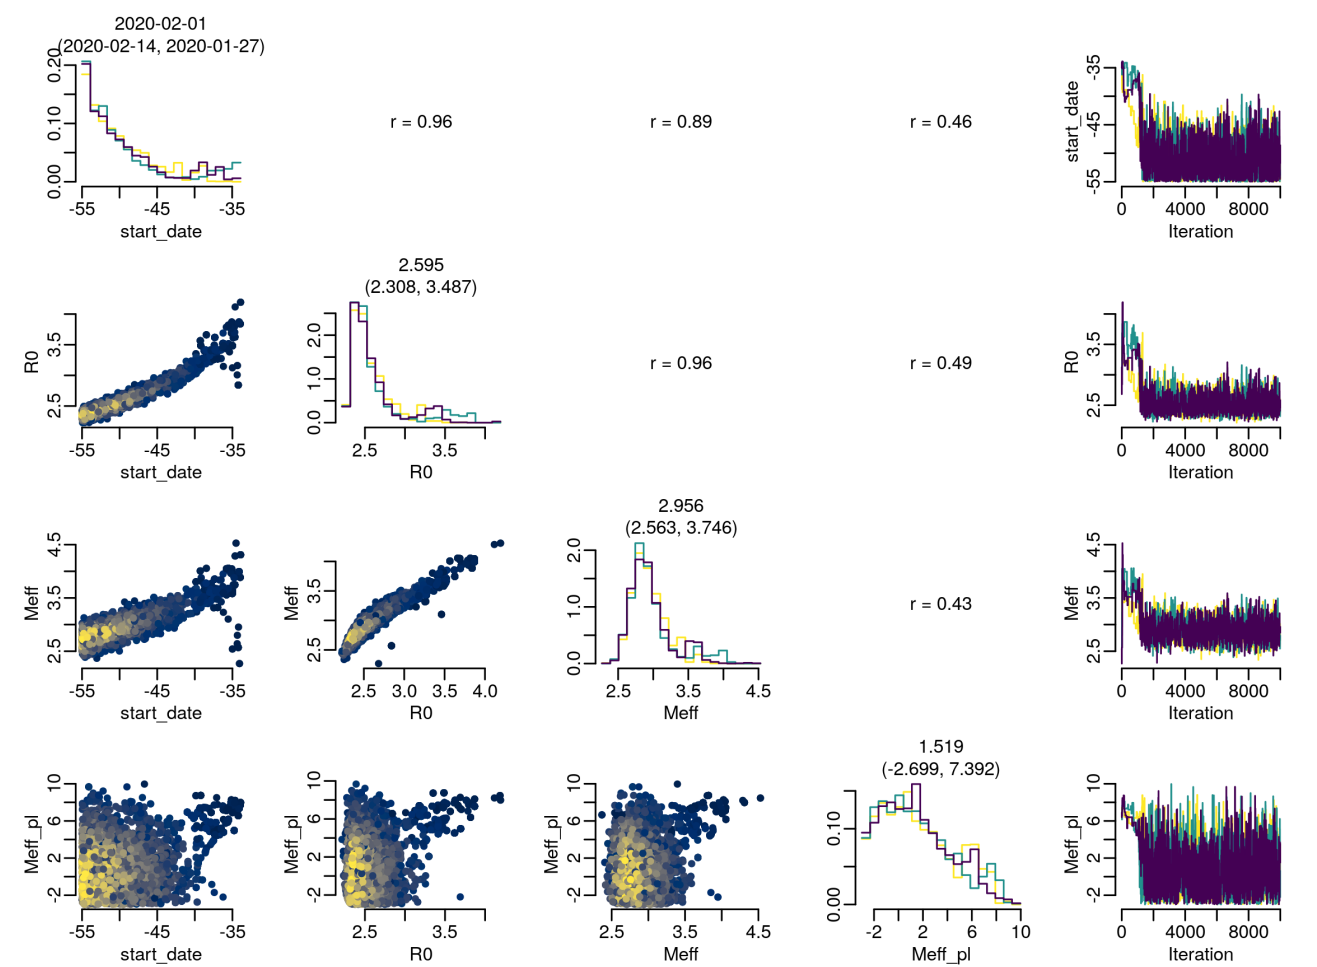 2020-02-01
(2020-02-14, 2020-01-27)
0.00 0.10 0.20
-55 -45 -35
start_date
r = 0.96
r = 0.89
r = 0.46
start_date
-55 -45 -35
0 4000 8000
Iteration
R0
2.5 3.5
-55 -45 -35
start_date
2.595
(2.308, 3.487)
0.0 1.0 2.0
2.5 3.5
R0
r = 0.96
r = 0.49
R0
2.5 3.5
0 4000 8000
Iteration
Meff
2.5 3.5 4.5
-55 -45 -35
start_date
Meff
2.5 3.5
2.5 3.0 3.5 4.0
R0
2.956
(2.563, 3.746)
0.0 1.0 2.0
2.5 3.5 4.5
Meff
r = 0.43
Meff
2.5 3.5 4.5
0 4000 8000
Iteration
Meff_pl
-2 2 6 10
-55 -45 -35
start_date
Meff_pl
-2 2 6 10
2.5 3.5
R0
Meff_pl
-2 2 6 10
2.5 3.5 4.5
Meff
1.519
(-2.699, 7.392)
0.00 0.10
-2 2 6 10
Meff_pl
Meff_pl
-2 2 6 10
0 4000 8000
Iteration